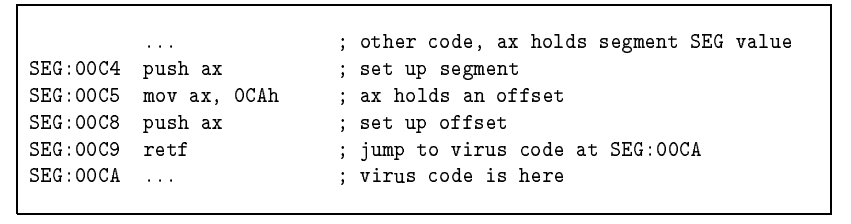 ... ; other code, ax holds segment SEG value
SEG:00C4 push ax ; set up segment
SEG:00C5 mov ax, 0CAh ; ax holds an offset
SEG:00C8 push ax ; set up offset
SEG:00C9 retf ; jump to virus code at SEG:00CA
SEG:00CA ... ; virus code is here